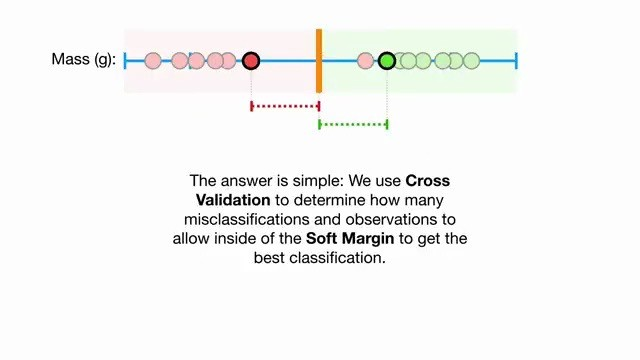 Mass (g):
The answer is simple: We use Cross
Validation to determine how many
misclassifications and observations to
allow inside of the Soft Margin to get the
best classification.